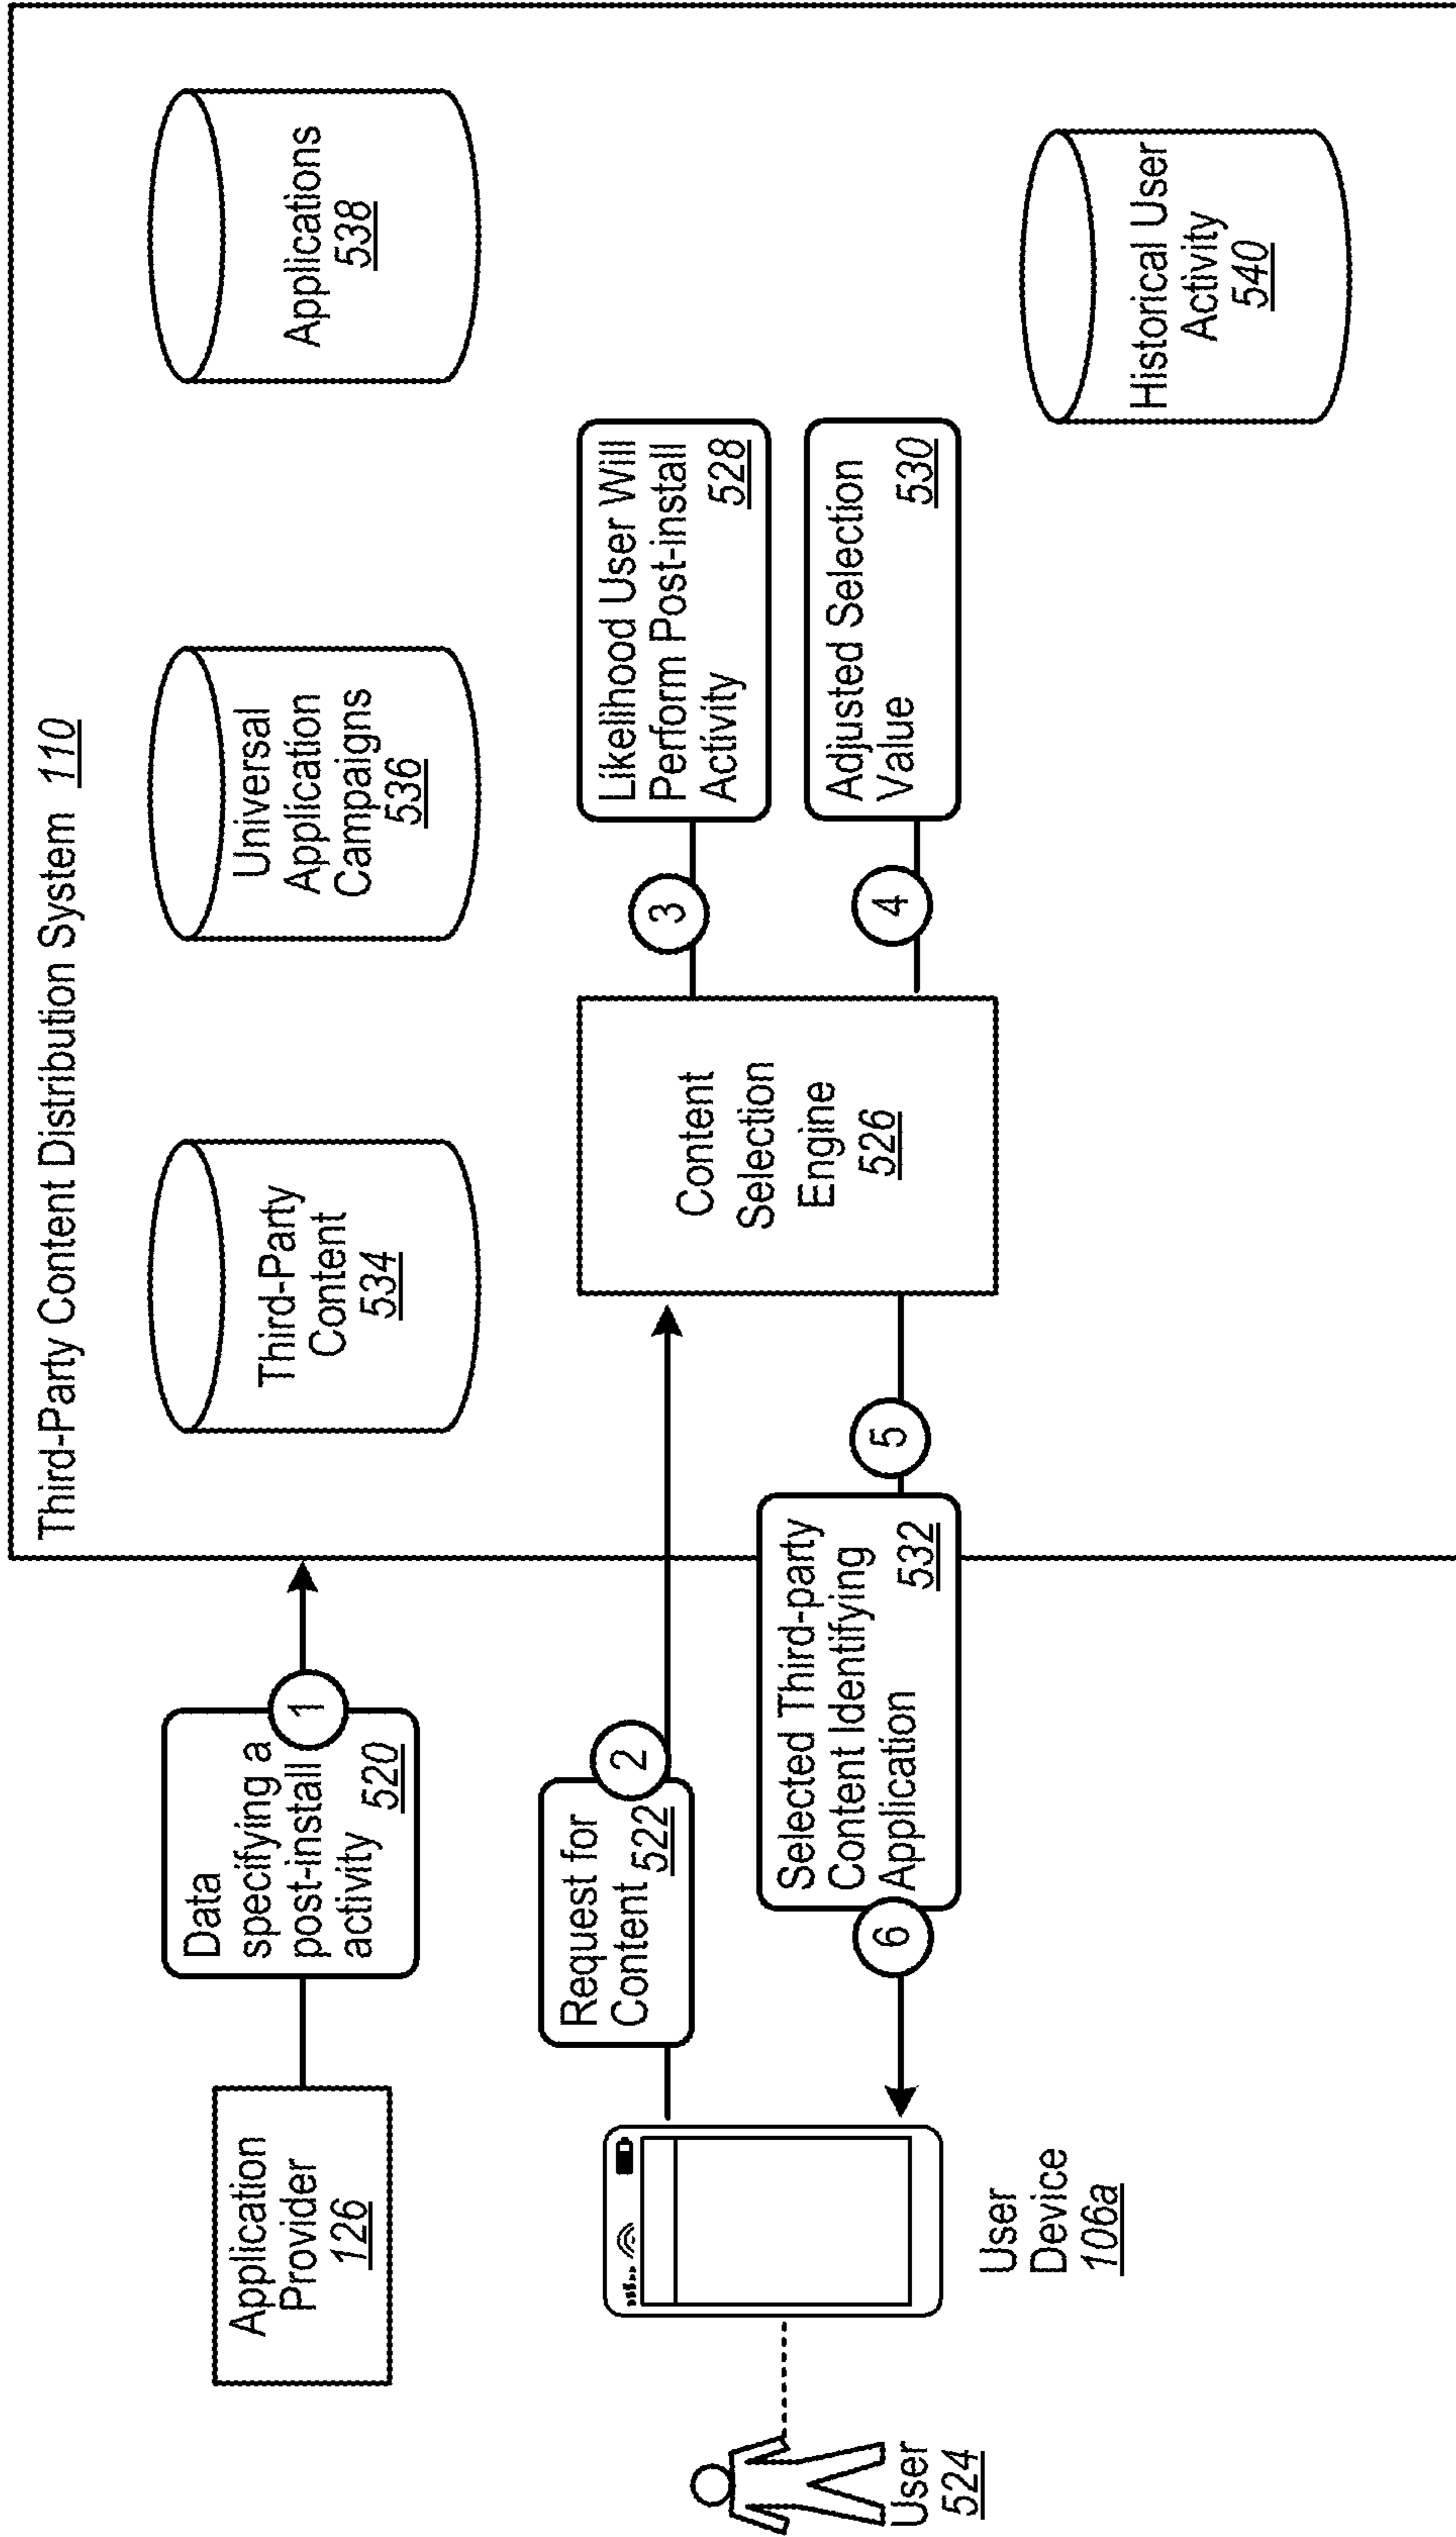 Third-Party Content Distribution System 110
Application
Provider
126
Data
specifying a
post-install
activity 520
1
Third-Party
Content
534
Universal
Application
Campaigns
536
Applications
538
Request for
Content 522
2
Content
Selection
Engine
526
3
Likelihood User Will
Perform Post-install
Activity 528
4
Adjusted Selection
Value 530
Selected Third-party
Content Identifying
Application 532
5
6
User
524
User
Device
106a
Historical User
Activity
540